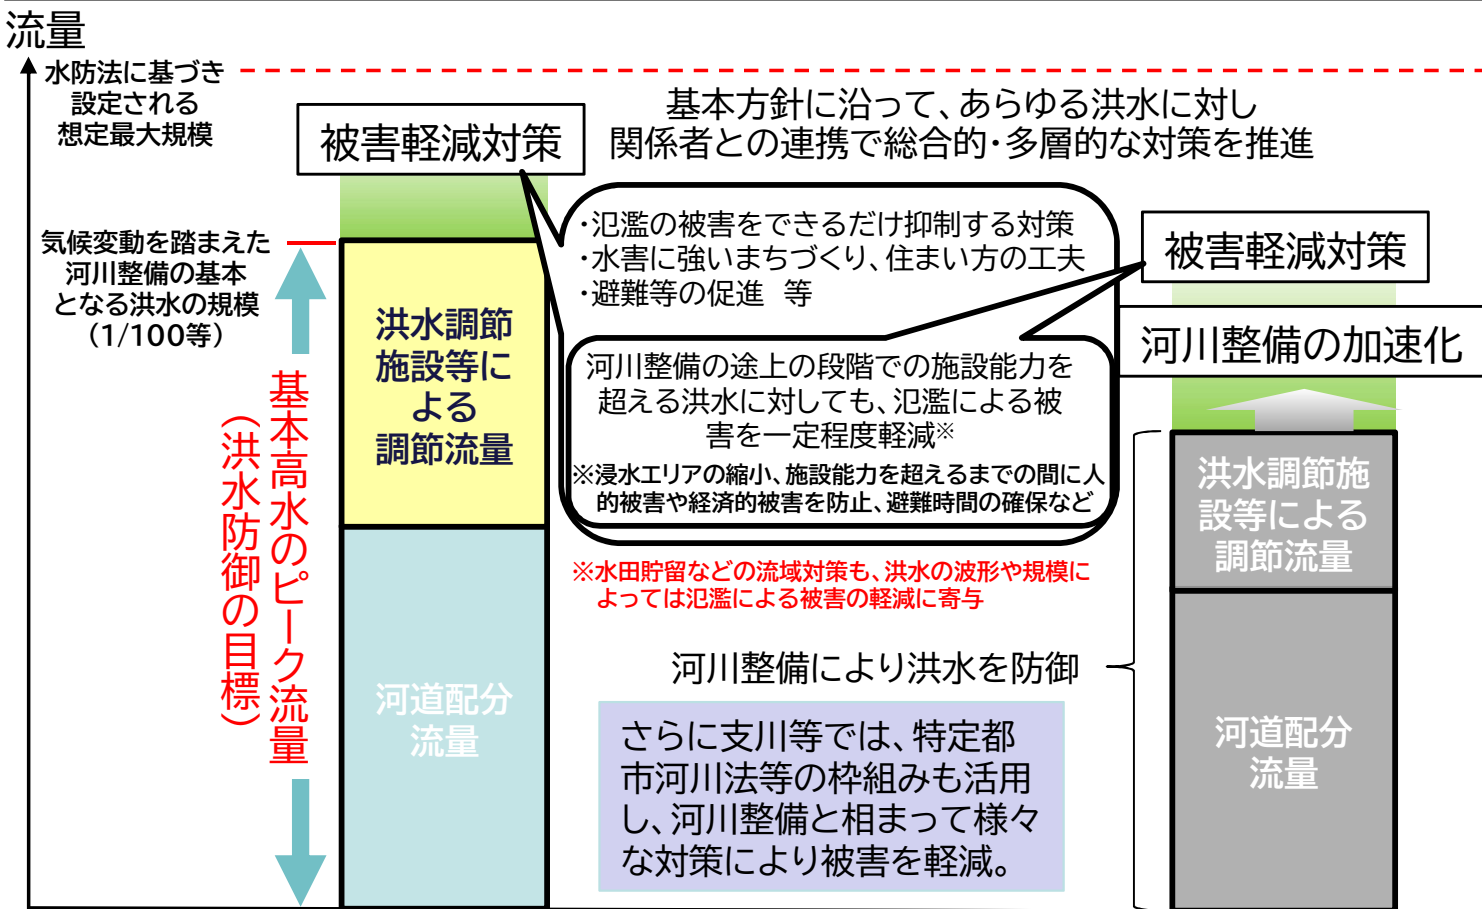 流量
水防法に基づき
設定される
想定最大規模
被害軽減対策
基本方針に沿って、あらゆる洪水に対し
関係者との連携で総合的・多層的な対策を推進
気候変動を踏まえた
河川整備の基本
となる洪水の規模
（1/100等）
・氾濫の被害をできるだけ抑制する対策
・水害に強いまちづくり、住まい方の工夫
・避難等の促進　等
被害軽減対策
河川整備の加速化
洪水調節
施設等に
よる
調節流量
河川整備の途上の段階での施設能力を
超える洪水に対しても、氾濫による被
害を一定程度軽減※
※浸水エリアの縮小、施設能力を超えるまでの間に人
的被害や経済的被害を防止、避難時間の確保など
基本高水のピーク流量
（洪水防御の目標）
洪水調節施
設等による
調節流量
※水田貯留などの流域対策も、洪水の波形や規模に
よっては氾濫による被害の軽減に寄与
河川整備により洪水を防御
河道配分
流量
さらに支川等では、特定都
市河川法等の枠組みも活用
し、河川整備と相まって様々
な対策により被害を軽減。
河道配分
流量